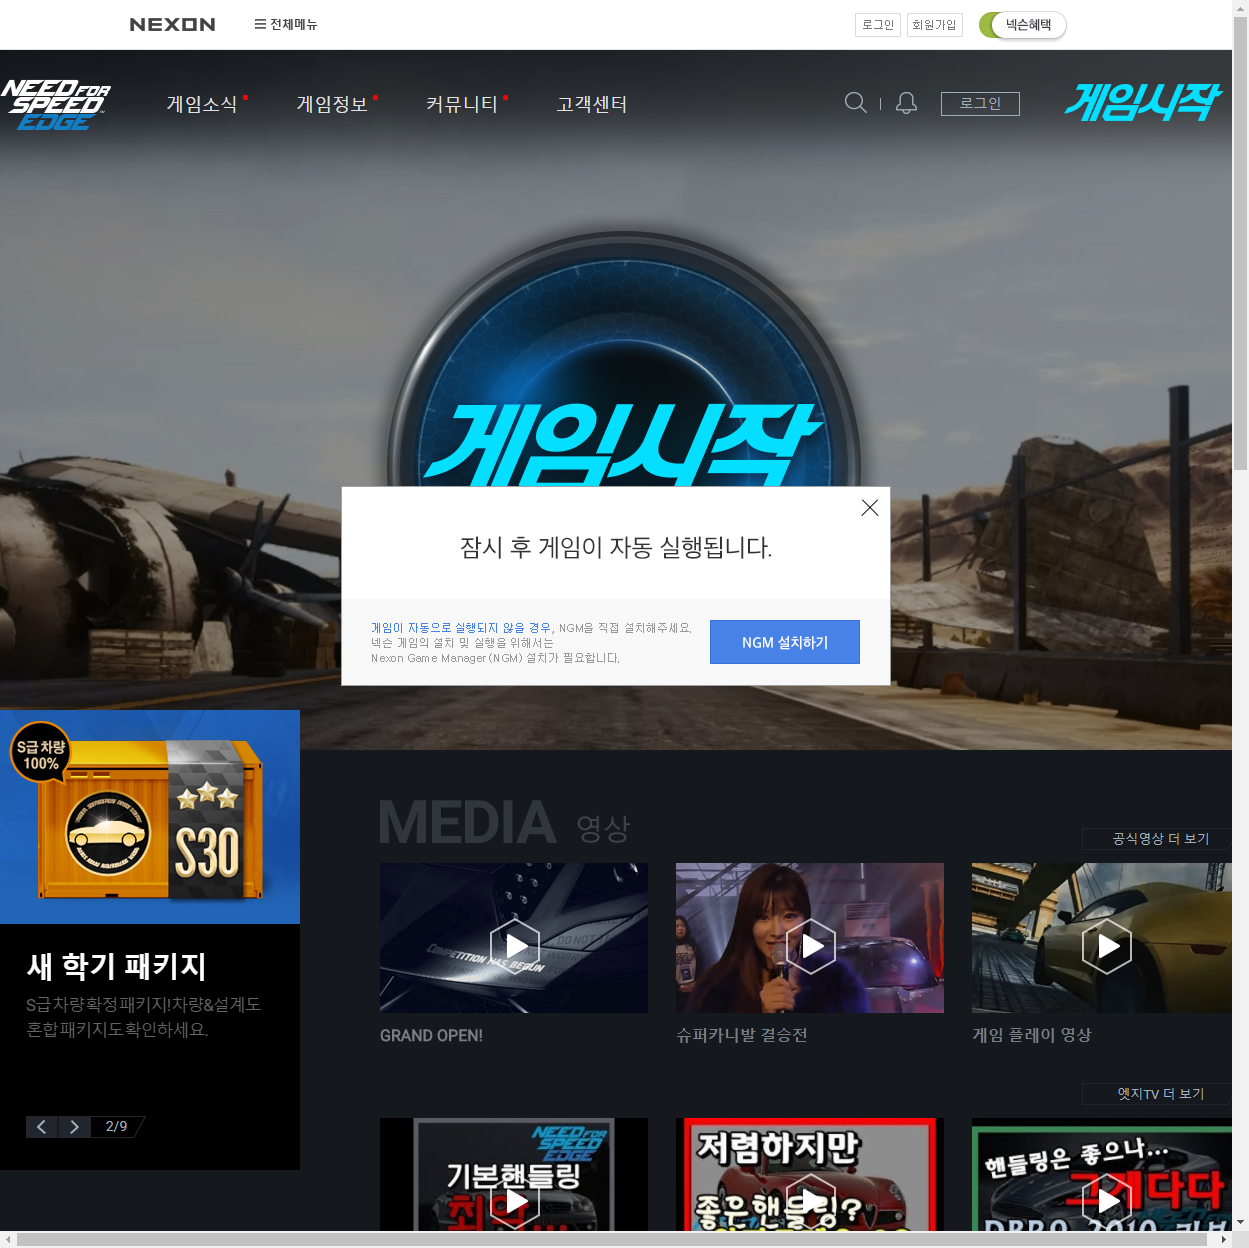 NEXON
전체메뉴
로그인
회원가입
넥슨혜택
NEED FOR
SPEED
EDGE
게임소식
게임정보
커뮤니티
고객센터
로그인
게임시작
게임시작
잠시 후 게임이 자동 실행됩니다.
게임이 자동으로 실행되지 않을 경우, NGM을 직접 설치해주세요.
넥슨 게임의 설치 및 실행을 위해서는
Nexon Game Manager(NGM) 설치가 필요합니다.
NGM 설치하기
S급 차량
100%
S30
새 학기 패키지
S급차량확정패키지!차량&설계도
혼합패키지도확인하세요.
2/9
MEDIA 영상
공식영상 더 보기
COMPETITION HAS BEGUN
GRAND OPEN!
슈퍼카니발 결승전
게임 플레이 영상
엣지TV 더 보기
NEED FOR
SPEED
EDGE
기본핸들링
최악...
저렴하지만
좋은핸들링?
핸들링은 좋으나...
그게다다